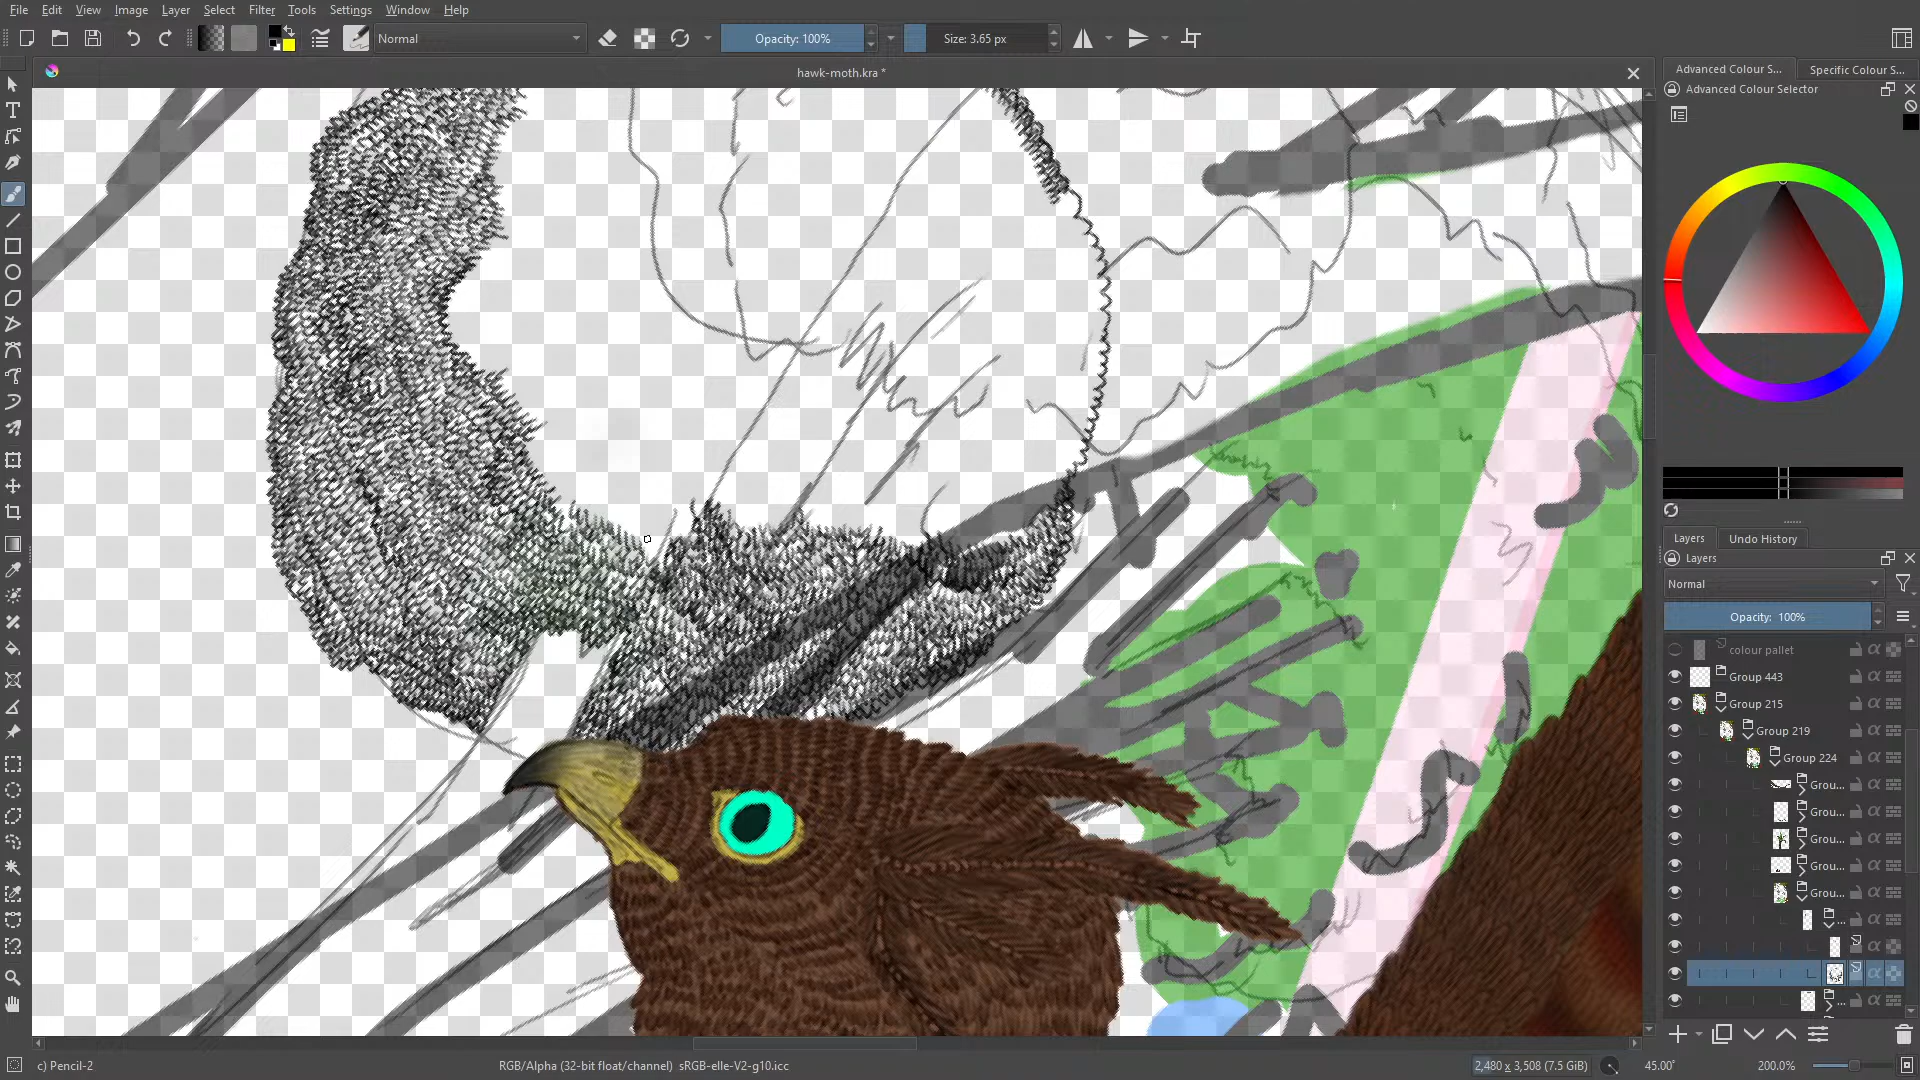 File Edit View Image Layer Select Filter Tools Settings Window Help
Normal Opacity: 100% Size: 3.65 px
hawk-moth.kra *
Advanced Colour S... Specific Colour S...
Advanced Colour Selector
Layers Undo History
Layers
Normal
Opacity: 100%
colour pallet
Group 443
Group 215
Group 219
Group 224
Grou...
Grou...
Grou...
Grou...
Grou...
...
...
c) Pencil-2 RGB/Alpha (32-bit float/channel) sRGB-elle-V2-g10.icc 2,480 x 3,508 (7.5 GiB) 45.00° 200.0%